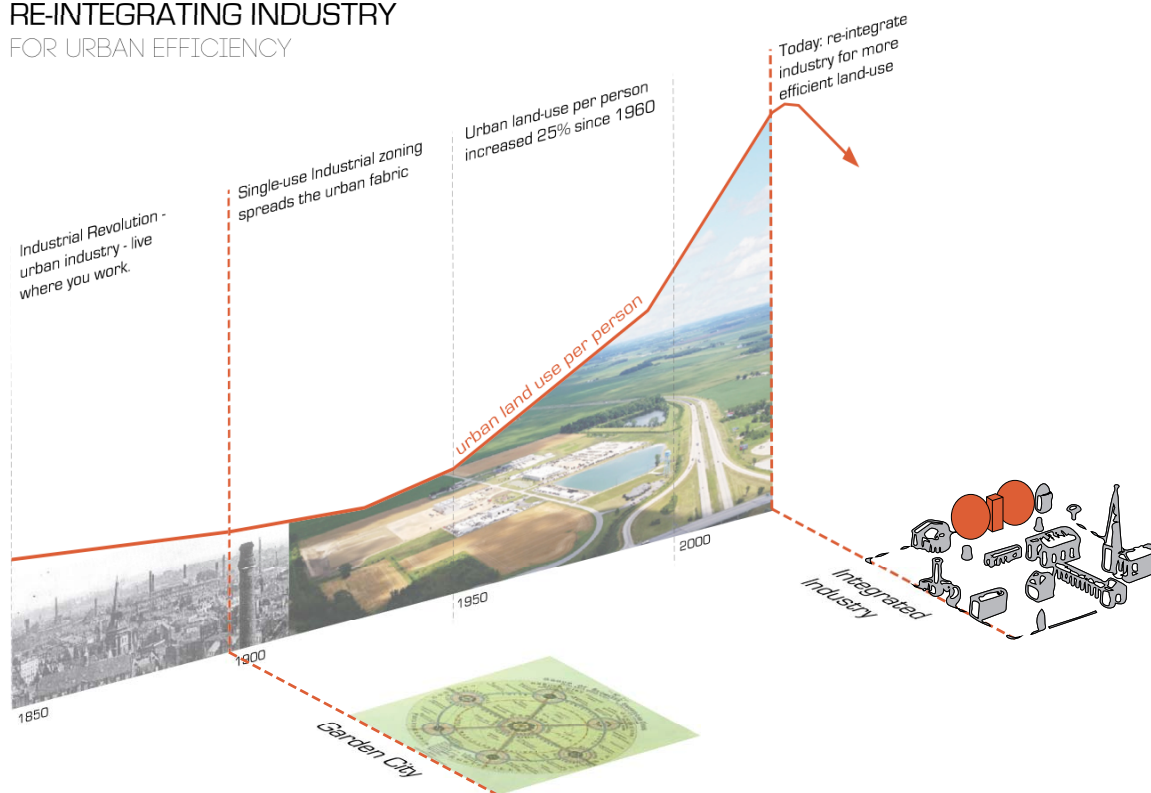 RE-INTEGRATING INDUSTRY
FOR URBAN EFFICIENCY
Today: re-integrate
industry for more
efficient land-use
Urban land-use per person
increased 25% since 1960
Single-use Industrial zoning
spreads the urban fabric
Industrial Revolution -
urban industry - live
where you work.
urban land use per person
1850
1900
1950
2000
Garden City
Integrated
Industry